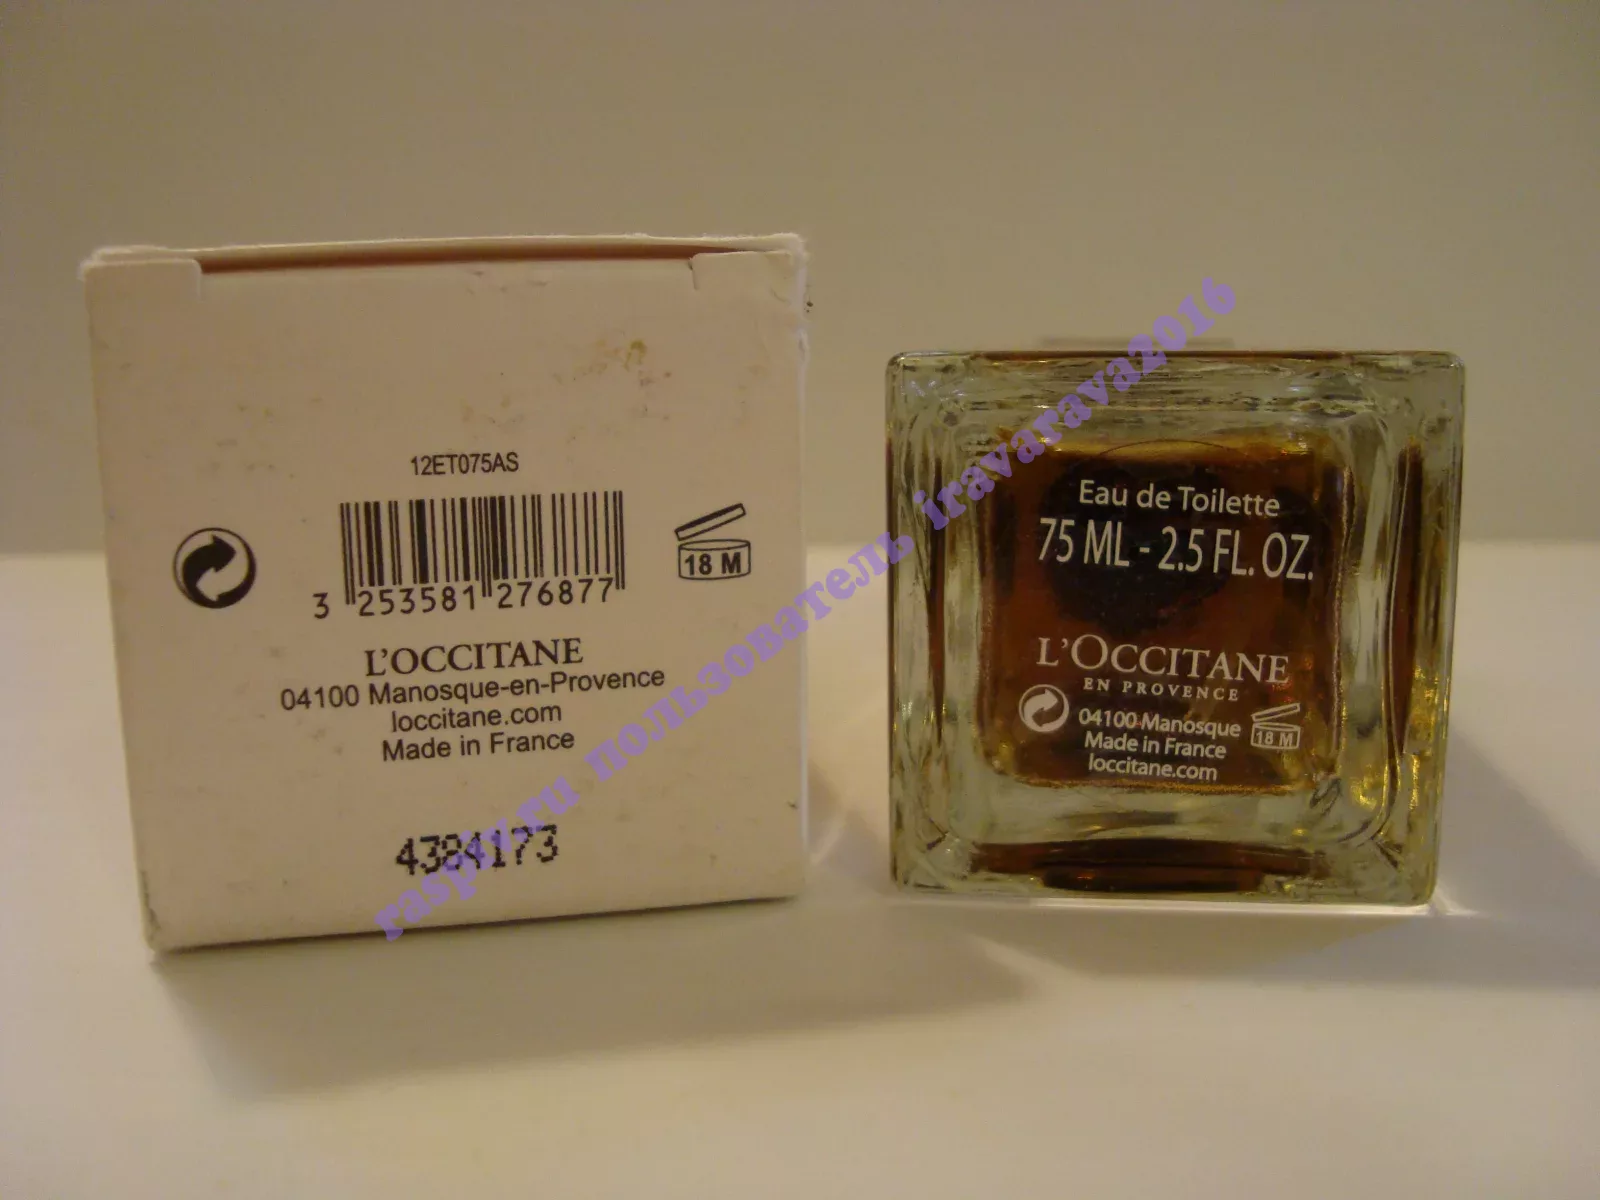 12ET075AS
18 M
3 253581 276877
L'OCCITANE
04100 Manosque-en-Provence
loccitane.com
Made in France
4384173
Eau de Toilette
75 ML - 2.5 FL. OZ.
L'OCCITANE
EN PROVENCE
04100 Manosque
18 M
Made in France
loccitane.com
raspiv.ru пользователь iravarava2016